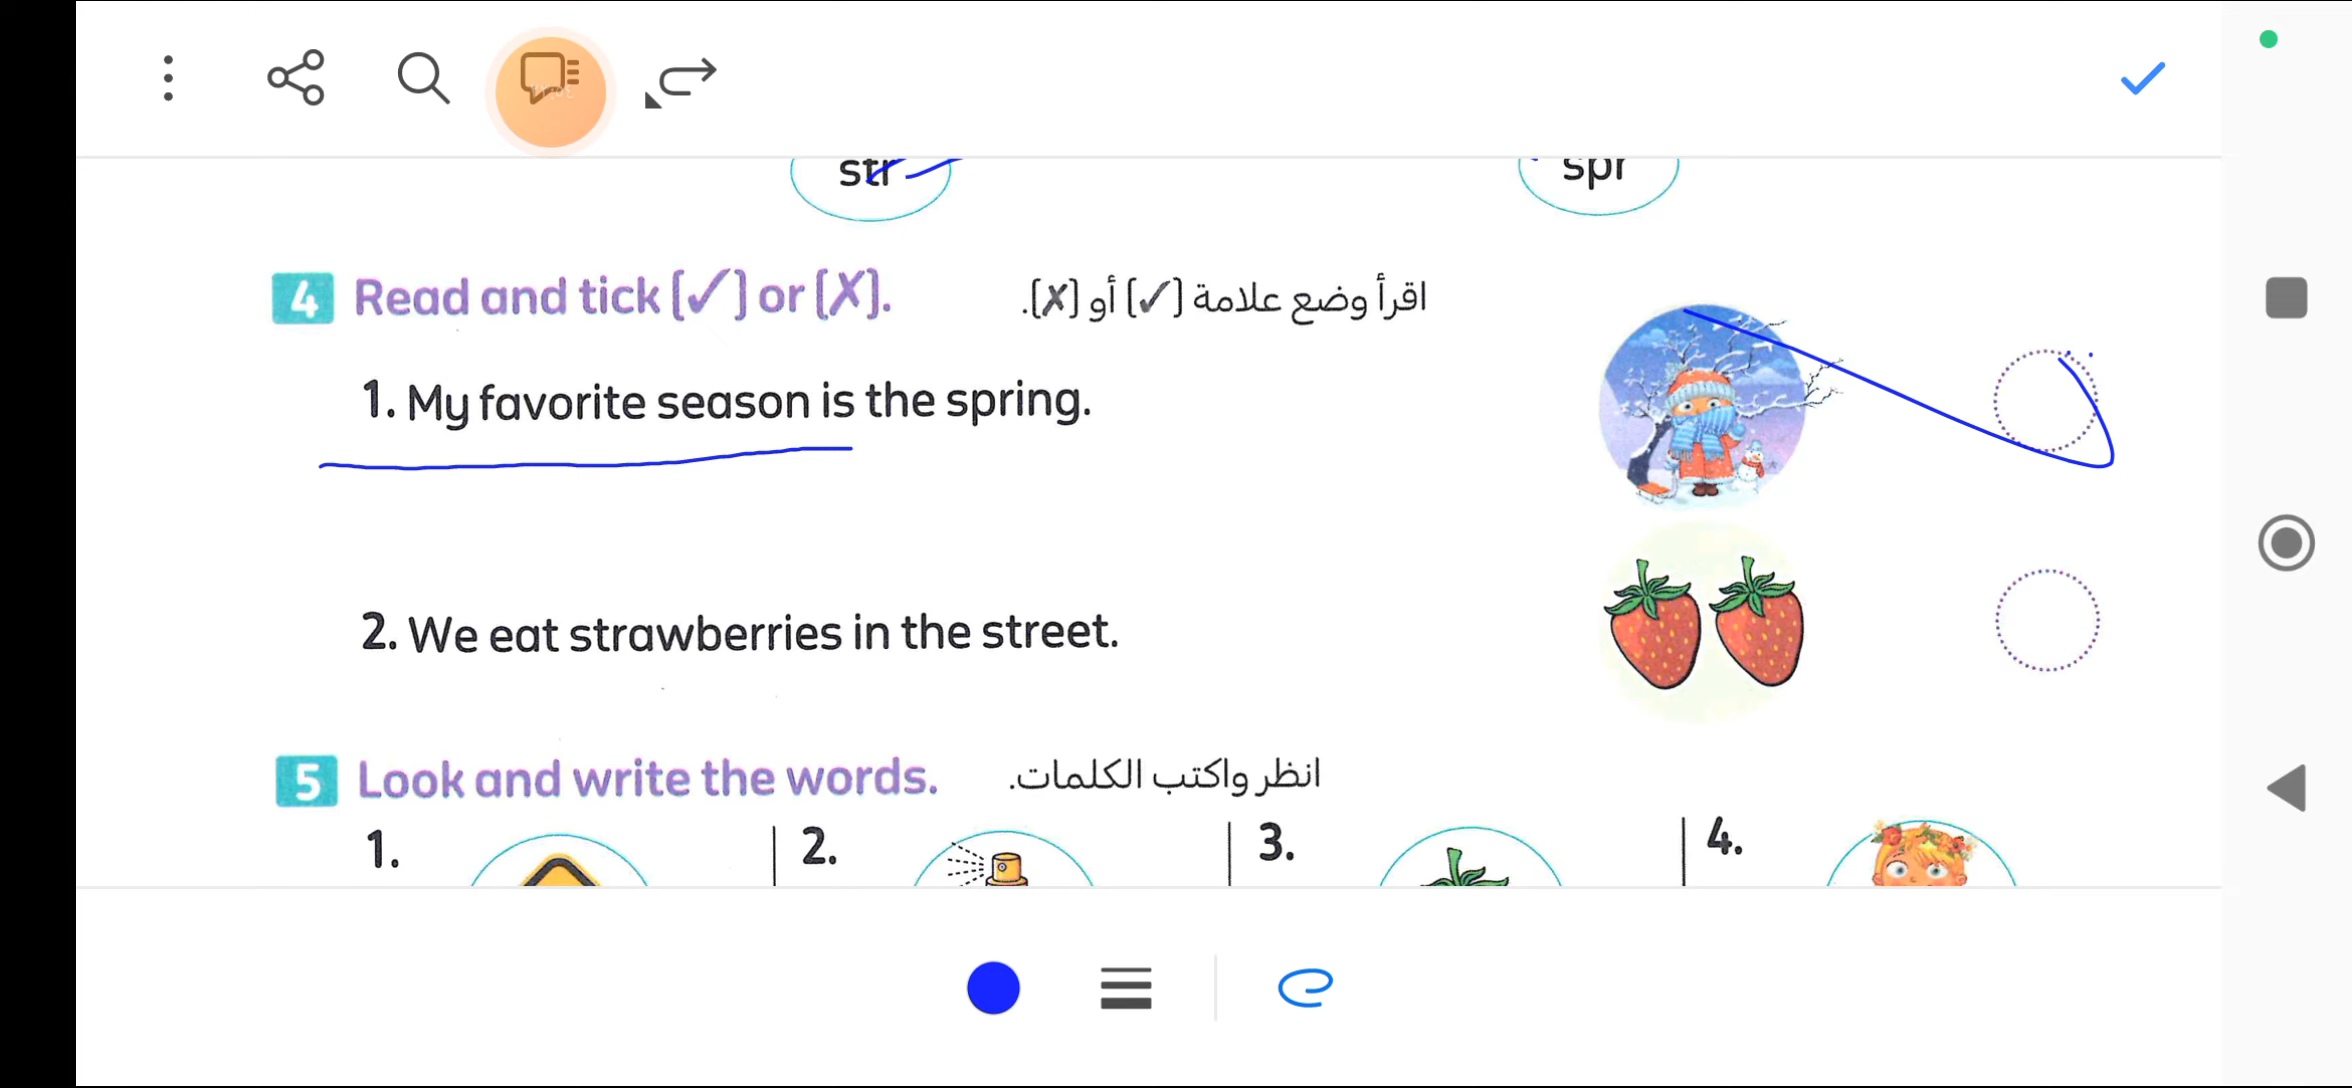 str spr
4 Read and tick [✓] or [✗]. اقرأ وضع علامة [✓] أو [✗].
1. My favorite season is the spring.
2. We eat strawberries in the street.
5 Look and write the words. انظر واكتب الكلمات.
1. 2. 3. 4.